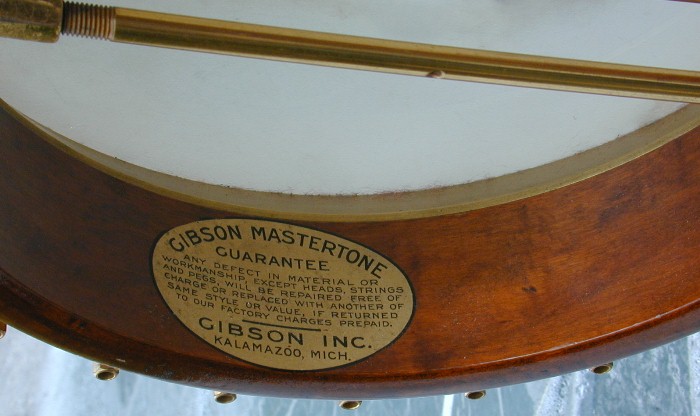 GIBSON MASTERTONE
GUARANTEE
ANY DEFECT IN MATERIAL OR
WORKMANSHIP, EXCEPT HEADS, STRINGS
AND PEGS, WILL BE REPAIRED FREE OF
CHARGE OR REPLACED WITH ANOTHER OF
SAME STYLE OR VALUE, IF RETURNED
TO OUR FACTORY CHARGES PREPAID.
GIBSON INC.
KALAMAZOO, MICH.